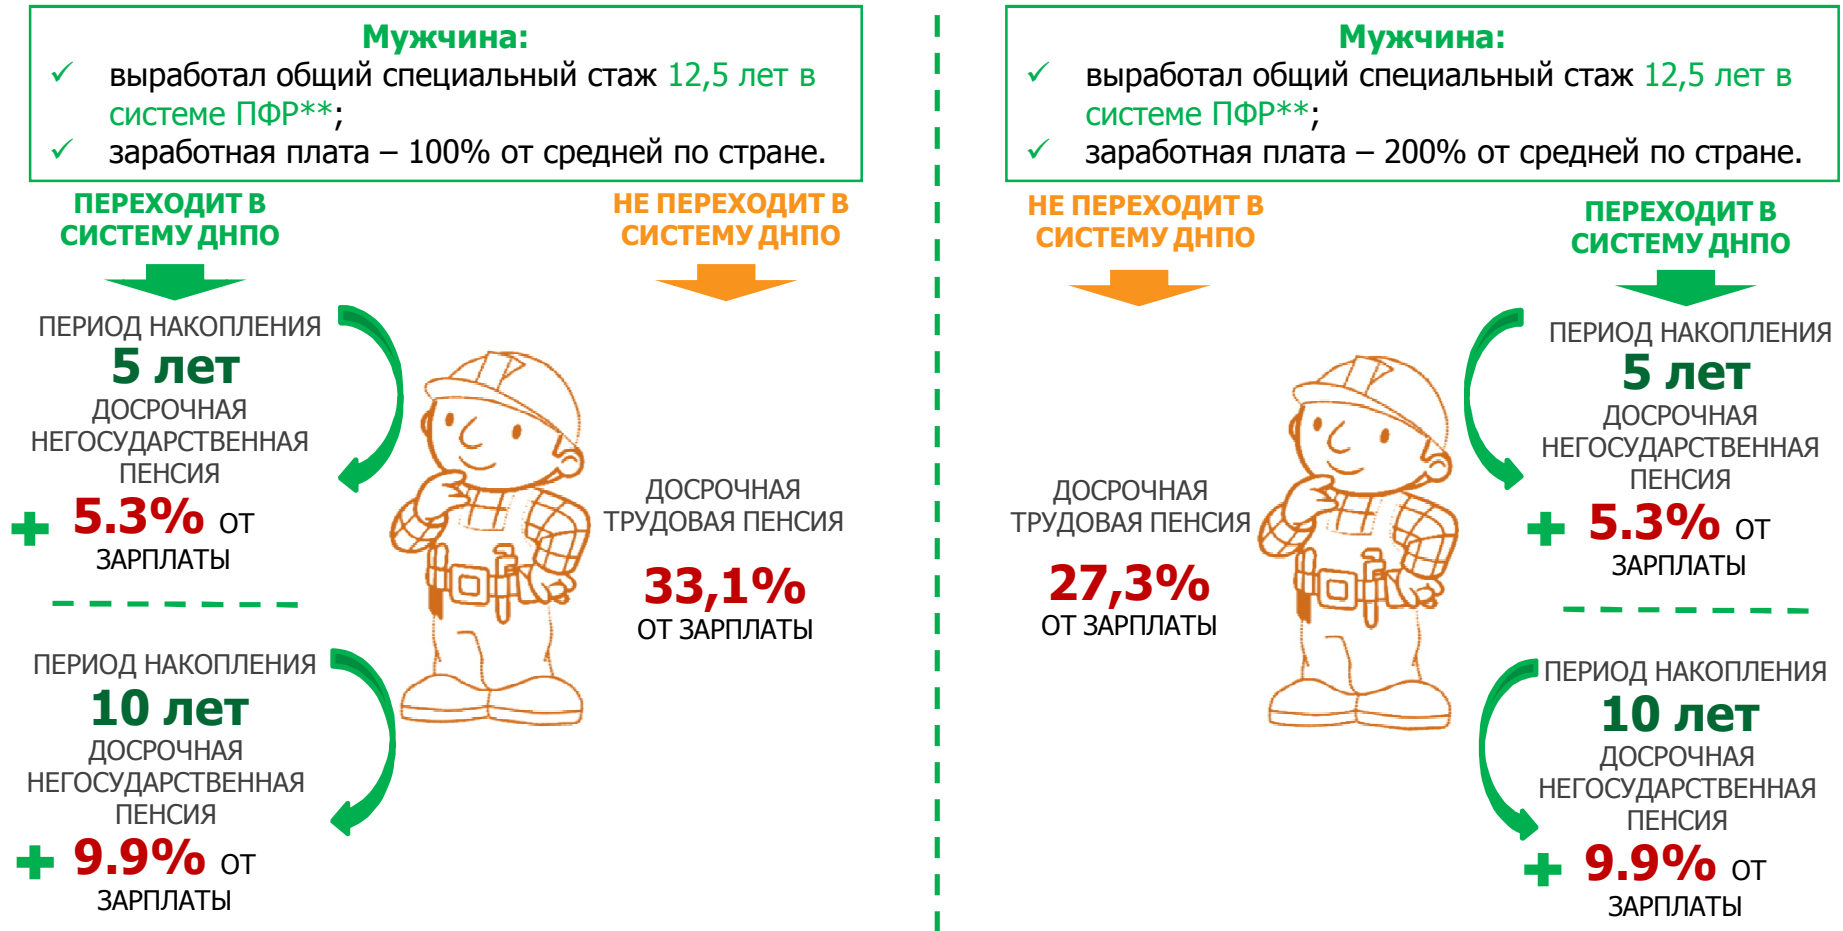 Мужчина:
✓ выработал общий специальный стаж 12,5 лет в
системе ПФР**;
✓ заработная плата – 100% от средней по стране.
ПЕРЕХОДИТ В
СИСТЕМУ ДНПО
НЕ ПЕРЕХОДИТ В
СИСТЕМУ ДНПО
ПЕРИОД НАКОПЛЕНИЯ
5 лет
ДОСРОЧНАЯ
НЕГОСУДАРСТВЕННАЯ
ПЕНСИЯ
+ 5.3% ОТ
ЗАРПЛАТЫ
ПЕРИОД НАКОПЛЕНИЯ
10 лет
ДОСРОЧНАЯ
НЕГОСУДАРСТВЕННАЯ
ПЕНСИЯ
+ 9.9% ОТ
ЗАРПЛАТЫ
ДОСРОЧНАЯ
ТРУДОВАЯ ПЕНСИЯ
33,1%
ОТ ЗАРПЛАТЫ
Мужчина:
✓ выработал общий специальный стаж 12,5 лет в
системе ПФР**;
✓ заработная плата – 200% от средней по стране.
НЕ ПЕРЕХОДИТ В
СИСТЕМУ ДНПО
ПЕРЕХОДИТ В
СИСТЕМУ ДНПО
ДОСРОЧНАЯ
ТРУДОВАЯ ПЕНСИЯ
27,3%
ОТ ЗАРПЛАТЫ
ПЕРИОД НАКОПЛЕНИЯ
5 лет
ДОСРОЧНАЯ
НЕГОСУДАРСТВЕННАЯ
ПЕНСИЯ
+ 5.3% ОТ
ЗАРПЛАТЫ
ПЕРИОД НАКОПЛЕНИЯ
10 лет
ДОСРОЧНАЯ
НЕГОСУДАРСТВЕННАЯ
ПЕНСИЯ
+ 9.9% ОТ
ЗАРПЛАТЫ